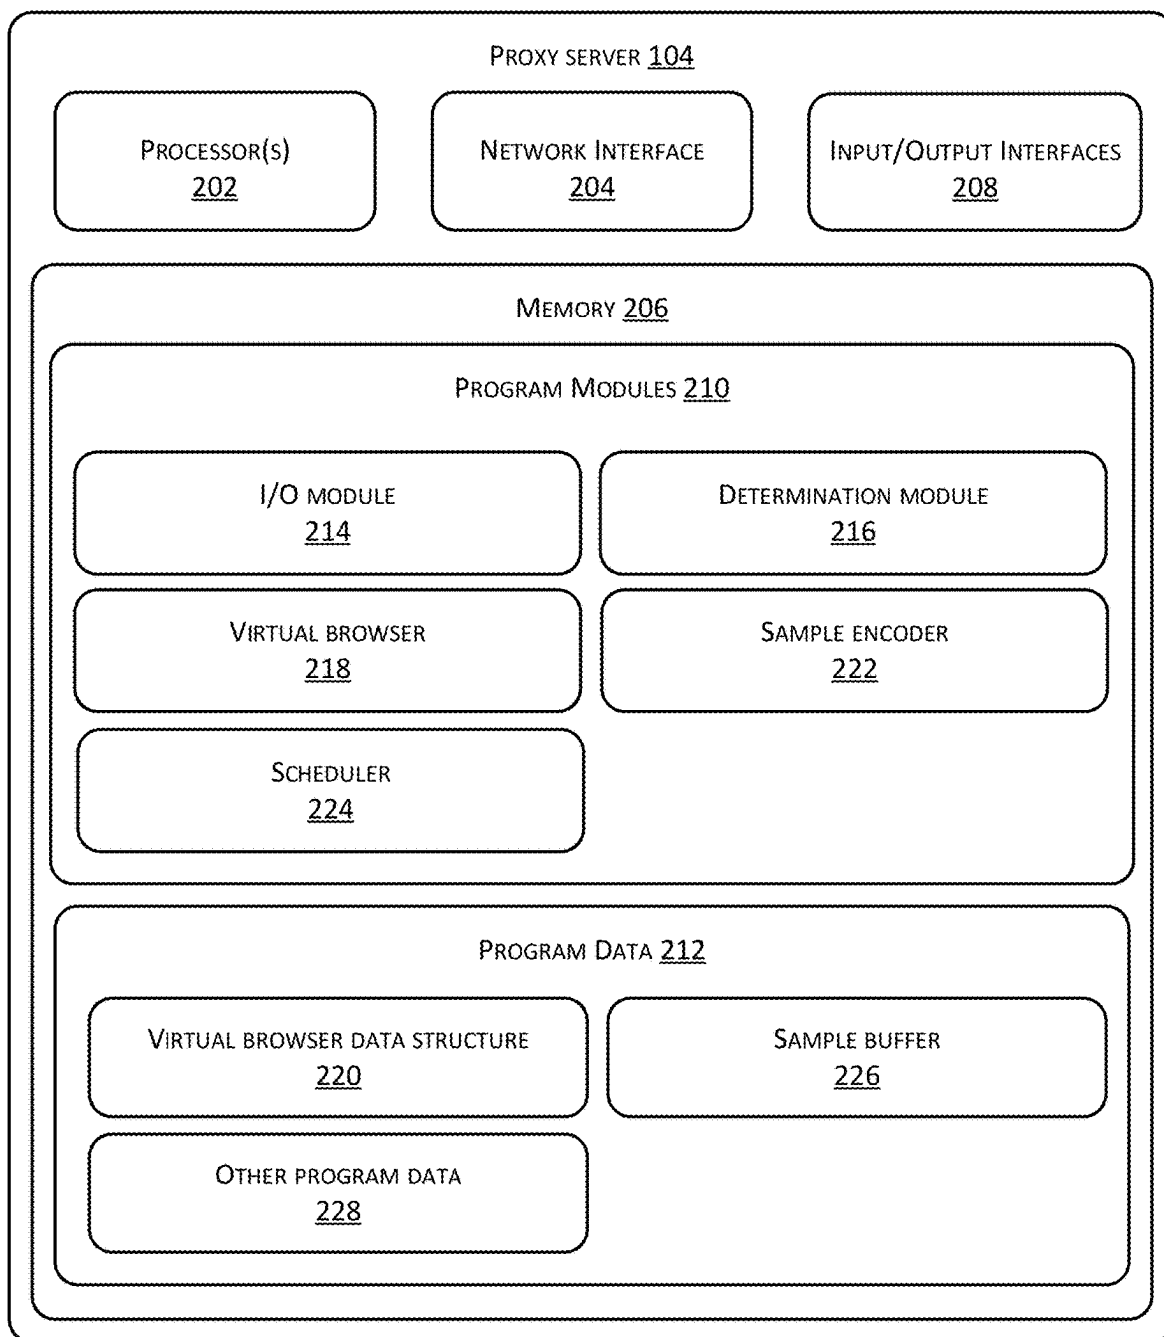 Proxy server 104
Processor(s)
202
Network Interface
204
Input/Output Interfaces
208
Memory 206
Program Modules 210
I/O module
214
Determination module
216
Virtual browser
218
Sample encoder
222
Scheduler
224
Program Data 212
Virtual browser data structure
220
Sample buffer
226
Other program data
228